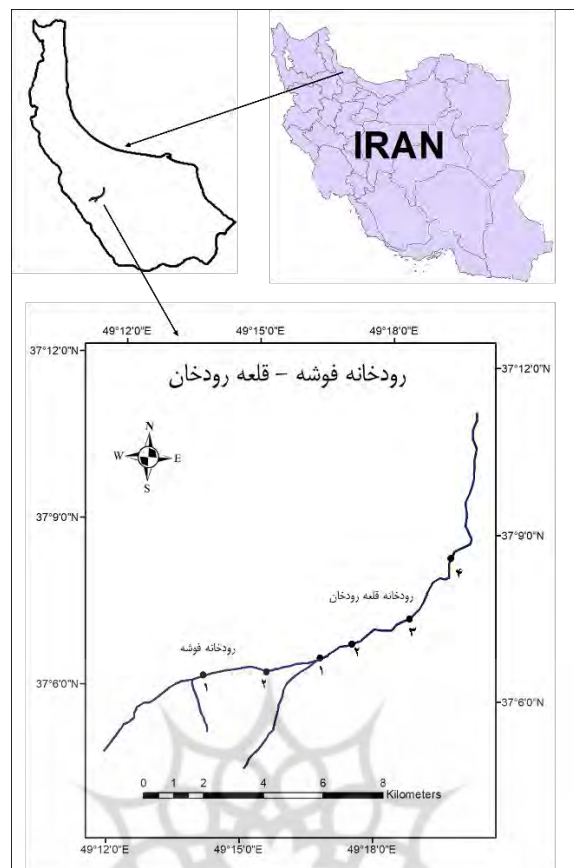 IRAN
49°12'0"E 49°15'0"E 49°18'0"E
37°12'0"N
37°12'0"N
رودخانه فوشه - قلعه رودخان
N
W E
S
37°9'0"N
37°9'0"N
۴
رودخانه قلعه رودخان
۳
رودخانه فوشه
۲
۱
۲
۱
37°6'0"N
37°6'0"N
0 1 2 4 6 8
Kilometers
49°12'0"E 49°15'0"E 49°18'0"E